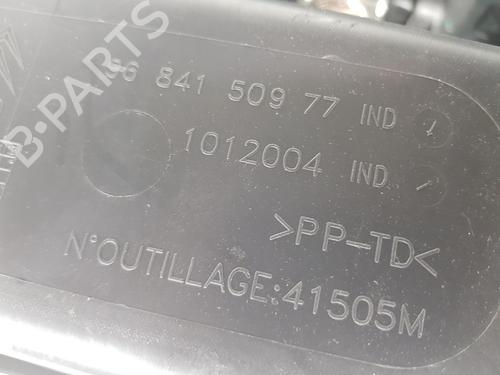 96 841 509 77 IND
1012004 IND
>PP-TD<
N°OUTILLAGE:41505M
B-PARTS